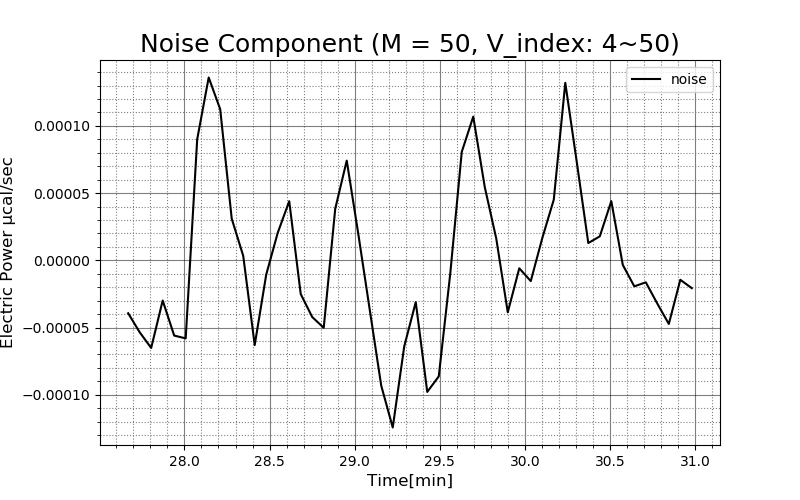 Noise Component (M = 50, V_index: 4~50)
noise
Electric Power μcal/sec
0.00010
0.00005
0.00000
−0.00005
−0.00010
28.0 28.5 29.0 29.5 30.0 30.5 31.0
Time[min]